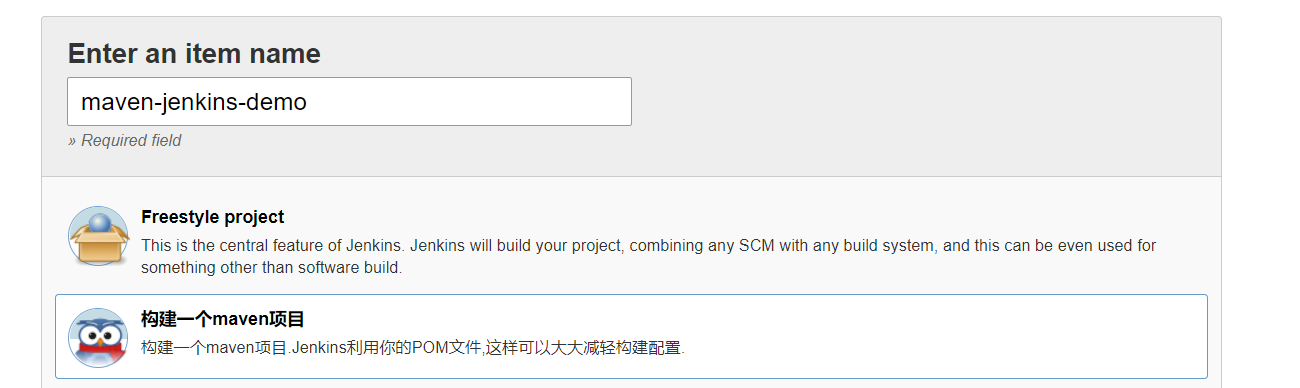 Enter an item name
maven-jenkins-demo
» Required field
Freestyle project
This is the central feature of Jenkins. Jenkins will build your project, combining any SCM with any build system, and this can be even used for
something other than software build.
构建一个maven项目
构建一个maven项目.Jenkins利用你的POM文件,这样可以大大减轻构建配置.